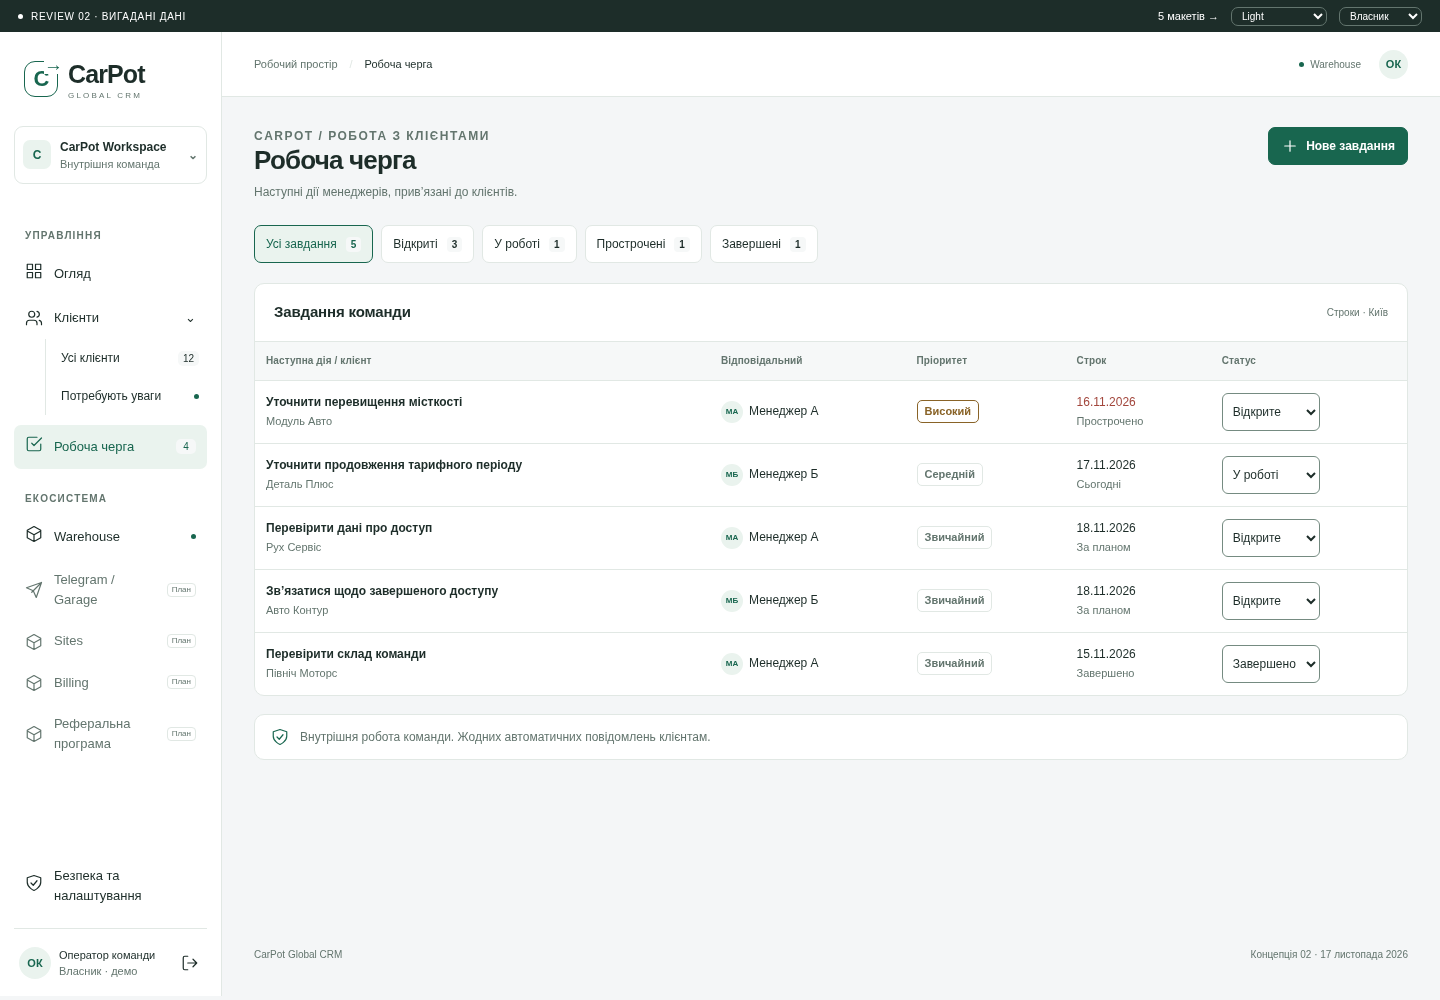 REVIEW 02 · ВИГАДАНІ ДАНІ
5 макетів →
Light
Власник
C
CarPot
GLOBAL CRM
C
CarPot Workspace
Внутрішня команда
УПРАВЛІННЯ
Огляд
Клієнти
Усі клієнти 12
Потребують уваги
Робоча черга 4
ЕКОСИСТЕМА
Warehouse
Telegram /
Garage
План
Sites План
Billing План
Реферальна
програма
План
Безпека та
налаштування
ОК
Оператор команди
Власник · демо
Робочий простір / Робоча черга
Warehouse
ОК
CARPOT / РОБОТА З КЛІЄНТАМИ
Робоча черга
Наступні дії менеджерів, прив’язані до клієнтів.
Нове завдання
Усі завдання 5
Відкриті 3
У роботі 1
Прострочені 1
Завершені 1
Завдання команди
Строки · Київ
Наступна дія / клієнт Відповідальний Пріоритет Строк Статус
Уточнити перевищення місткості
Модуль Авто
МА Менеджер А
Високий
16.11.2026
Прострочено
Відкрите
Уточнити продовження тарифного періоду
Деталь Плюс
МБ Менеджер Б
Середній
17.11.2026
Сьогодні
У роботі
Перевірити дані про доступ
Рух Сервіс
МА Менеджер А
Звичайний
18.11.2026
За планом
Відкрите
Зв’язатися щодо завершеного доступу
Авто Контур
МБ Менеджер Б
Звичайний
18.11.2026
За планом
Відкрите
Перевірити склад команди
Північ Моторс
МА Менеджер А
Звичайний
15.11.2026
Завершено
Завершено
Внутрішня робота команди. Жодних автоматичних повідомлень клієнтам.
CarPot Global CRM
Концепція 02 · 17 листопада 2026